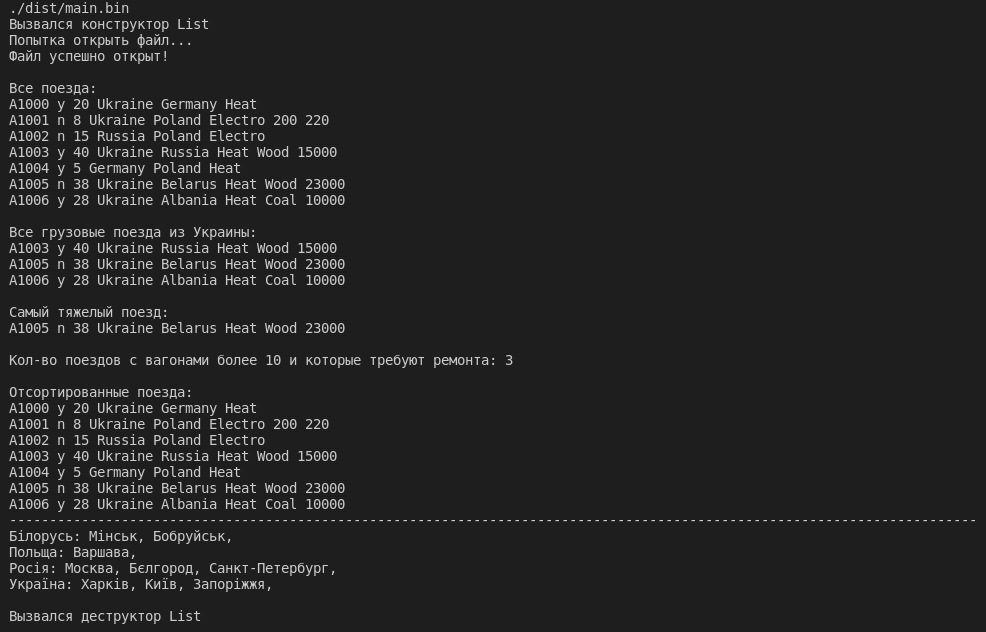 ./dist/main.bin
Вызвался конструктор List
Попытка открыть файл...
Файл успешно открыт!
Все поезда:
A1000 y 20 Ukraine Germany Heat
A1001 n 8 Ukraine Poland Electro 200 220
A1002 n 15 Russia Poland Electro
A1003 y 40 Ukraine Russia Heat Wood 15000
A1004 y 5 Germany Poland Heat
A1005 n 38 Ukraine Belarus Heat Wood 23000
A1006 y 28 Ukraine Albania Heat Coal 10000
Все грузовые поезда из Украины:
A1003 y 40 Ukraine Russia Heat Wood 15000
A1005 n 38 Ukraine Belarus Heat Wood 23000
A1006 y 28 Ukraine Albania Heat Coal 10000
Самый тяжелый поезд:
A1005 n 38 Ukraine Belarus Heat Wood 23000
Кол-во поездов с вагонами более 10 и которые требуют ремонта: 3
Отсортированные поезда:
A1000 y 20 Ukraine Germany Heat
A1001 n 8 Ukraine Poland Electro 200 220
A1002 n 15 Russia Poland Electro
A1003 y 40 Ukraine Russia Heat Wood 15000
A1004 y 5 Germany Poland Heat
A1005 n 38 Ukraine Belarus Heat Wood 23000
A1006 y 28 Ukraine Albania Heat Coal 10000
-------------------------------------------------------------------------------------------------------------------------
Білорусь: Мінськ, Бобруйськ,
Польща: Варшава,
Росія: Москва, Бєлгород, Санкт-Петербург,
Україна: Харків, Київ, Запоріжжя,
Вызвался деструктор List